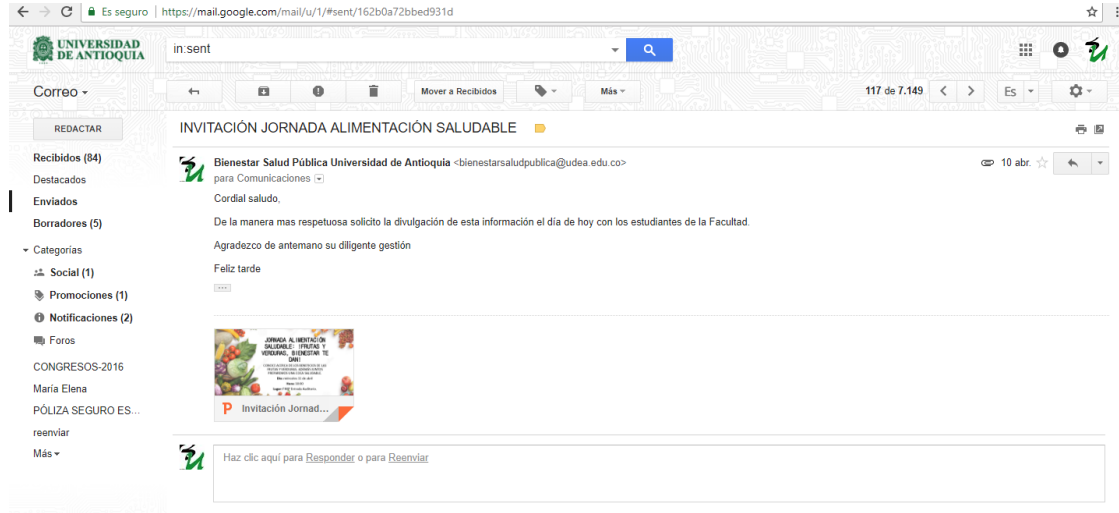 Es seguro | https://mail.google.com/mail/u/1/#sent/162b0a72bbed931d
UNIVERSIDAD
DE ANTIOQUIA
in:sent
Correo
Mover a Recibidos
Más
117 de 7.149
Es
REDACTAR
INVITACIÓN JORNADA ALIMENTACIÓN SALUDABLE
Recibidos (84)
Destacados
Enviados
Borradores (5)
Categorías
Social (1)
Promociones (1)
Notificaciones (2)
Foros
CONGRESOS-2016
María Elena
PÓLIZA SEGURO ES...
reenviar
Más
Bienestar Salud Pública Universidad de Antioquia <bienestarsaludpublica@udea.edu.co>
10 abr.
para Comunicaciones
Cordial saludo,
De la manera mas respetuosa solicito la divulgación de esta información el día de hoy con los estudiantes de la Facultad.
Agradezco de antemano su diligente gestión
Feliz tarde
JORNADA ALIMENTACIÓN
SALUDABLE: ¡FRUTAS Y
VERDURAS, BIENESTAR TE
DAN!
P Invitación Jornad...
Haz clic aquí para Responder o para Reenviar